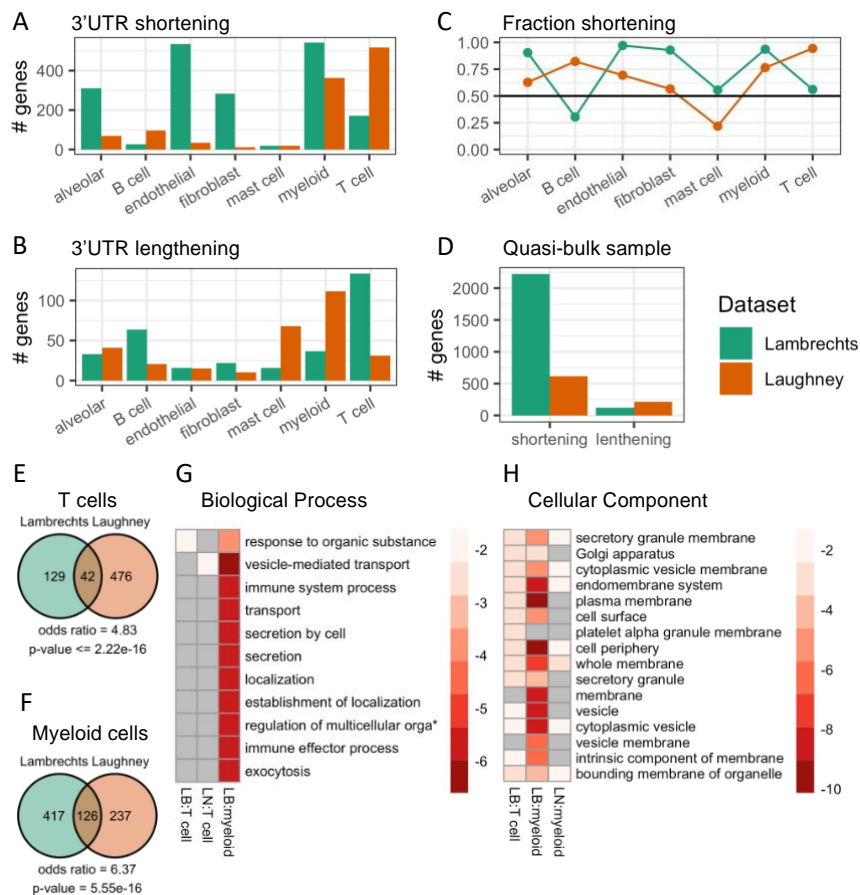 A 3’UTR shortening
# genes
400
200
0
alveolar
B cell
endothelial
fibroblast
mast cell
myeloid
T cell
C Fraction shortening
1.00
0.75
0.50
0.25
0.00
alveolar
B cell
endothelial
fibroblast
mast cell
myeloid
T cell
B 3’UTR lengthening
# genes
100
50
0
alveolar
B cell
endothelial
fibroblast
mast cell
myeloid
T cell
D Quasi-bulk sample
# genes
2000
1500
1000
500
0
shortening lenthening
Dataset
Lambrechts
Laughney
E
T cells
Lambrechts Laughney
129 42 476
odds ratio = 4.83
p-value <= 2.22e-16
F
Myeloid cells
Lambrechts Laughney
417 126 237
odds ratio = 6.37
p-value = 5.55e-16
G Biological Process
response to organic substance
vesicle-mediated transport
immune system process
transport
secretion by cell
secretion
localization
establishment of localization
regulation of multicellular orga*
immune effector process
exocytosis
LB:T cell
LN:T cell
LB:myeloid
-2
-3
-4
-5
-6
H Cellular Component
secretory granule membrane
Golgi apparatus
cytoplasmic vesicle membrane
endomembrane system
plasma membrane
cell surface
platelet alpha granule membrane
cell periphery
whole membrane
secretory granule
membrane
vesicle
cytoplasmic vesicle
vesicle membrane
intrinsic component of membrane
bounding membrane of organelle
LB:T cell
LB:myeloid
LN:myeloid
-2
-4
-6
-8
-10